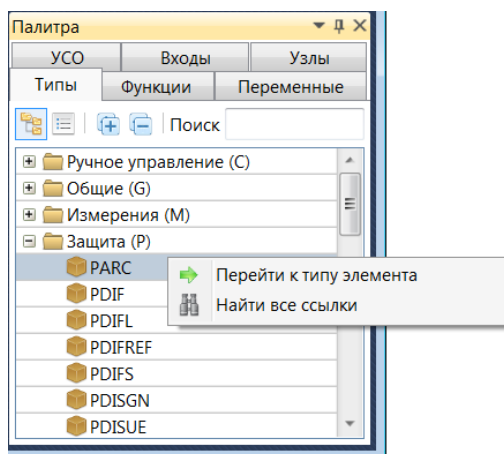 Палитра
УСО Входы Узлы
Типы Функции Переменные
Поиск
Ручное управление (C)
Общие (G)
Измерения (M)
Защита (P)
PARC
Перейти к типу элемента
PDIF
Найти все ссылки
PDIFL
PDIFREF
PDIFS
PDISGN
PDISUE